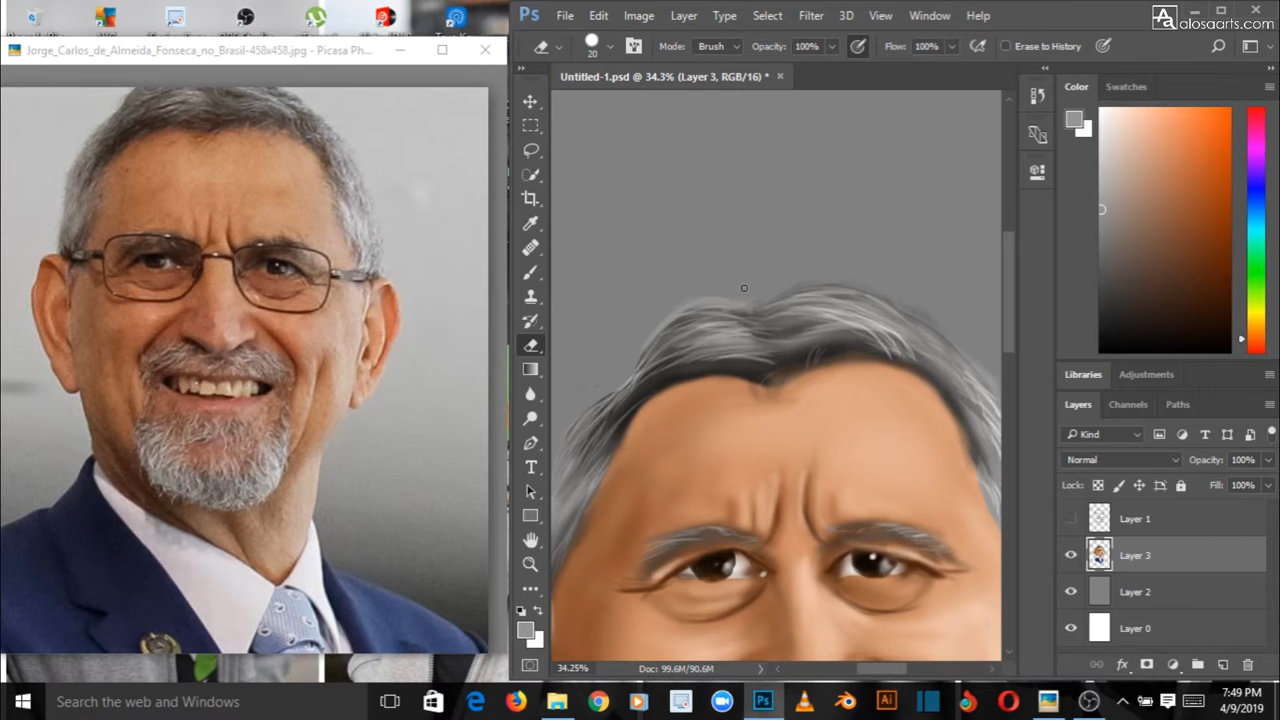 Jorge_Carlos_de_Almeida_Fonseca_no_Brasil-458x458.jpg - Picasa Ph...
Ps File Edit Image Layer Type Select Filter 3D View Window Help
alosarts.com
20 Mode: Brush Opacity: 100% Flow: 100% Erase to History
Untitled-1.psd @ 34.3% (Layer 3, RGB/16) *
Color Swatches
Libraries Adjustments
Layers Channels Paths
Kind
Normal Opacity: 100%
Lock: Fill: 100%
Layer 1
Layer 3
Layer 2
Layer 0
34.25% Doc: 99.6M/90.6M
Search the web and Windows
Ps Ai
7:49 PM
4/9/2019